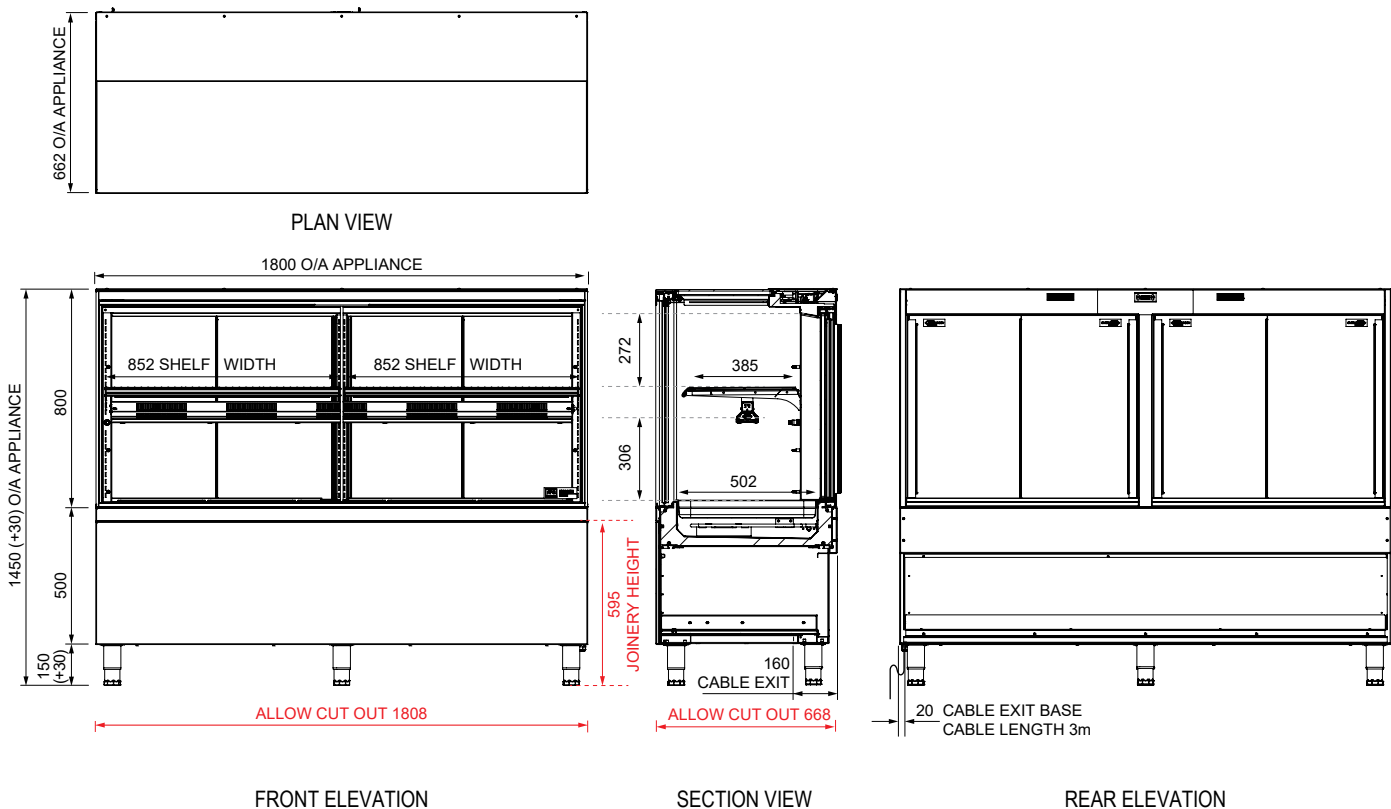 662 O/A APPLIANCE
PLAN VIEW
1800 O/A APPLIANCE
1450 (+30) O/A APPLIANCE
800
500
150
(+30)
852 SHELF WIDTH
852 SHELF WIDTH
595
JOINERY HEIGHT
ALLOW CUT OUT 1808
272
306
385
502
160
CABLE EXIT
ALLOW CUT OUT 668
20 CABLE EXIT BASE
CABLE LENGTH 3m
FRONT ELEVATION
SECTION VIEW
REAR ELEVATION